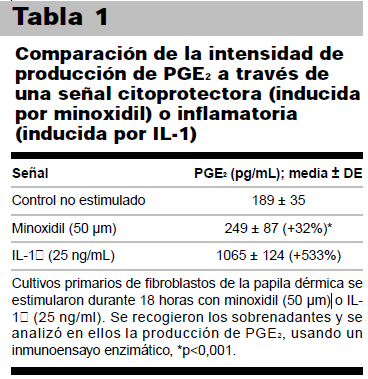 Tabla 1
Comparación de la intensidad de
producción de PGE₂ a través de
una señal citoprotectora (inducida
por minoxidil) o inflamatoria
(inducida por IL-1)
Señal PGE₂ (pg/mL); media ± DE
Control no estimulado 189 ± 35
Minoxidil (50 µm) 249 ± 87 (+32%)*
IL-1□ (25 ng/mL) 1065 ± 124 (+533%)
Cultivos primarios de fibroblastos de la papila dérmica se
estimularon durante 18 horas con minoxidil (50 µm) o IL-
1□ (25 ng/ml). Se recogieron los sobrenadantes y se
analizó en ellos la producción de PGE₂, usando un
inmunoensayo enzimático, *p<0,001.